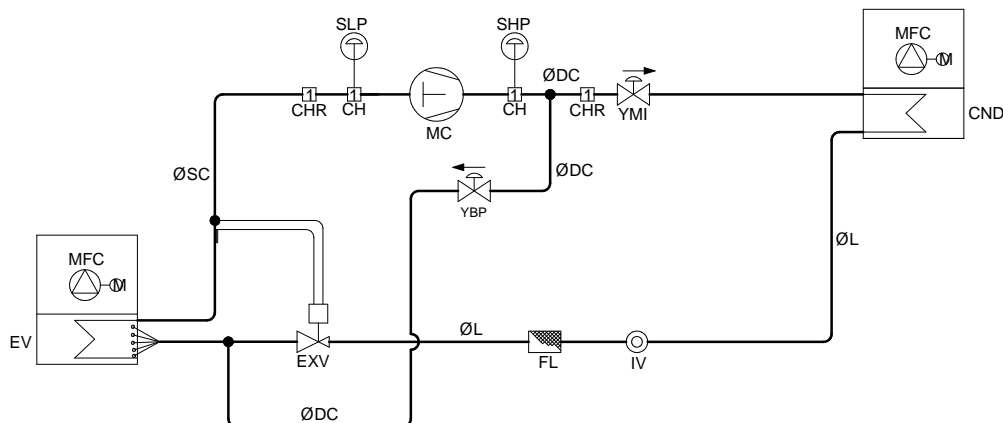 SLP
SHP
MFC
M
ØDC
1
1
1
1
CHR
CH
CH
CHR
YMI
CND
MC
ØSC
ØDC
YBP
ØL
MFC
M
EV
EXV
ØL
FL
IV
ØDC